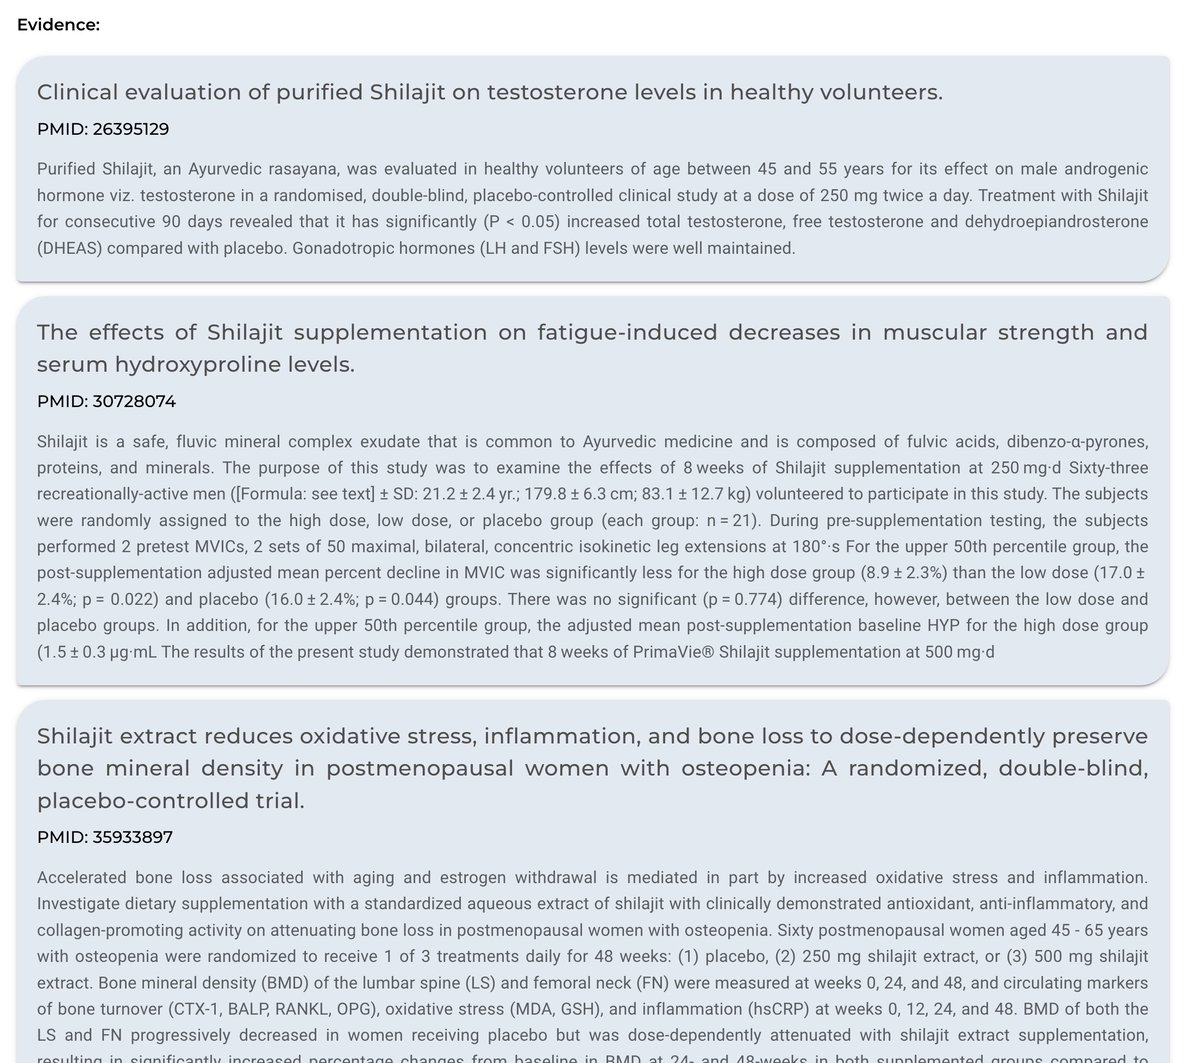 Evidence:
Clinical evaluation of purified Shilajit on testosterone levels in healthy volunteers.
PMID: 26395129
Purified Shilajit, an Ayurvedic rasayana, was evaluated in healthy volunteers of age between 45 and 55 years for its effect on male androgenic
hormone viz. testosterone in a randomised, double-blind, placebo-controlled clinical study at a dose of 250 mg twice a day. Treatment with Shilajit
for consecutive 90 days revealed that it has significantly (P < 0.05) increased total testosterone, free testosterone and dehydroepiandrosterone
(DHEAS) compared with placebo. Gonadotropic hormones (LH and FSH) levels were well maintained.
The effects of Shilajit supplementation on fatigue-induced decreases in muscular strength and
serum hydroxyproline levels.
PMID: 30728074
Shilajit is a safe, fluvic mineral complex exudate that is common to Ayurvedic medicine and is composed of fulvic acids, dibenzo-α-pyrones,
proteins, and minerals. The purpose of this study was to examine the effects of 8 weeks of Shilajit supplementation at 250 mg·d Sixty-three
recreationally-active men ([Formula: see text] ± SD: 21.2 ± 2.4 yr.; 179.8 ± 6.3 cm; 83.1 ± 12.7 kg) volunteered to participate in this study. The subjects
were randomly assigned to the high dose, low dose, or placebo group (each group: n = 21). During pre-supplementation testing, the subjects
performed 2 pretest MVICs, 2 sets of 50 maximal, bilateral, concentric isokinetic leg extensions at 180°·s For the upper 50th percentile group, the
post-supplementation adjusted mean percent decline in MVIC was significantly less for the high dose group (8.9 ± 2.3%) than the low dose (17.0 ±
2.4%; p = 0.022) and placebo (16.0 ± 2.4%; p = 0.044) groups. There was no significant (p = 0.774) difference, however, between the low dose and
placebo groups. In addition, for the upper 50th percentile group, the adjusted mean post-supplementation baseline HYP for the high dose group
(1.5 ± 0.3 µg·mL The results of the present study demonstrated that 8 weeks of PrimaVie® Shilajit supplementation at 500 mg·d
Shilajit extract reduces oxidative stress, inflammation, and bone loss to dose-dependently preserve
bone mineral density in postmenopausal women with osteopenia: A randomized, double-blind,
placebo-controlled trial.
PMID: 35933897
Accelerated bone loss associated with aging and estrogen withdrawal is mediated in part by increased oxidative stress and inflammation.
Investigate dietary supplementation with a standardized aqueous extract of shilajit with clinically demonstrated antioxidant, anti-inflammatory, and
collagen-promoting activity on attenuating bone loss in postmenopausal women with osteopenia. Sixty postmenopausal women aged 45 - 65 years
with osteopenia were randomized to receive 1 of 3 treatments daily for 48 weeks: (1) placebo, (2) 250 mg shilajit extract, or (3) 500 mg shilajit
extract. Bone mineral density (BMD) of the lumbar spine (LS) and femoral neck (FN) were measured at weeks 0, 24, and 48, and circulating markers
of bone turnover (CTX-1, BALP, RANKL, OPG), oxidative stress (MDA, GSH), and inflammation (hsCRP) at weeks 0, 12, 24, and 48. BMD of both the
LS and FN progressively decreased in women receiving placebo but was dose-dependently attenuated with shilajit extract supplementation,
resulting in significantly increased percentage changes from baseline in BMD at 24- and 48-weeks in both supplemented groups compared to